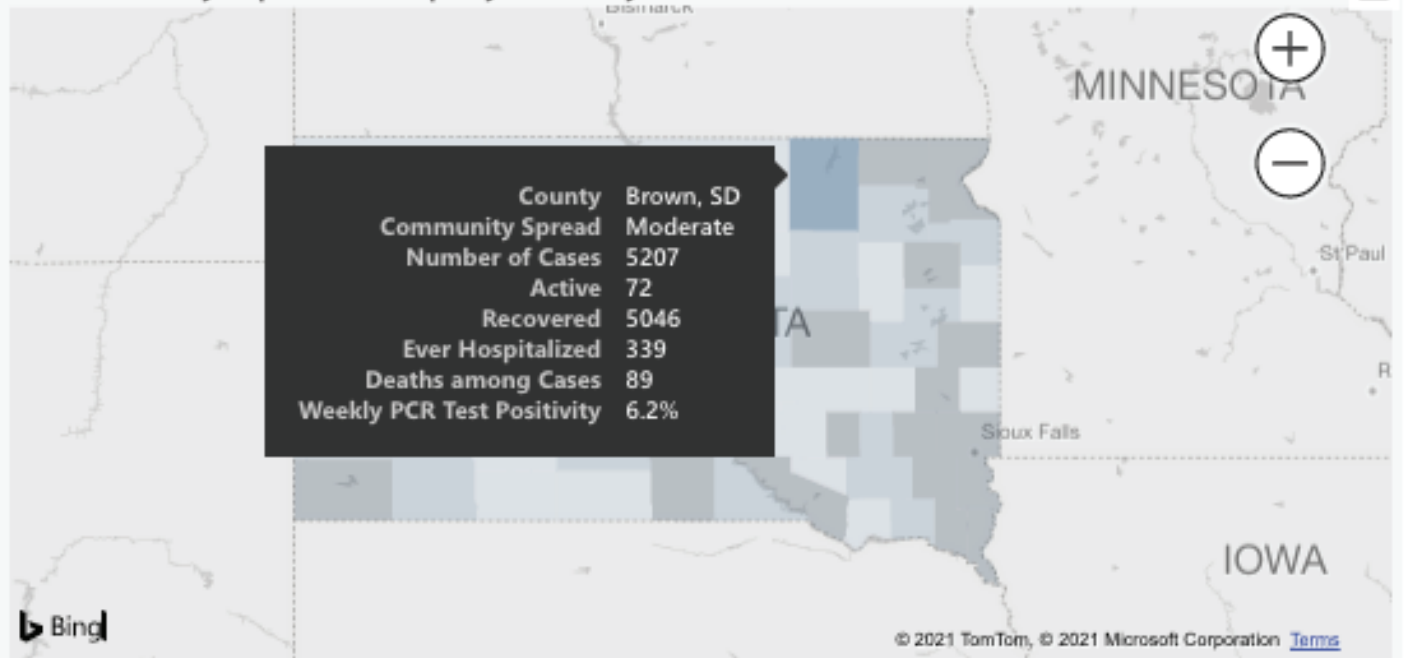 Bismarck
MINNESOTA
County Brown, SD
Community Spread Moderate
Number of Cases 5207
Active 72
Recovered 5046
Ever Hospitalized 339
Deaths among Cases 89
Weekly PCR Test Positivity 6.2%
St Paul
TA
R
Sioux Falls
IOWA
Bing
© 2021 TomTom, © 2021 Microsoft Corporation Terms